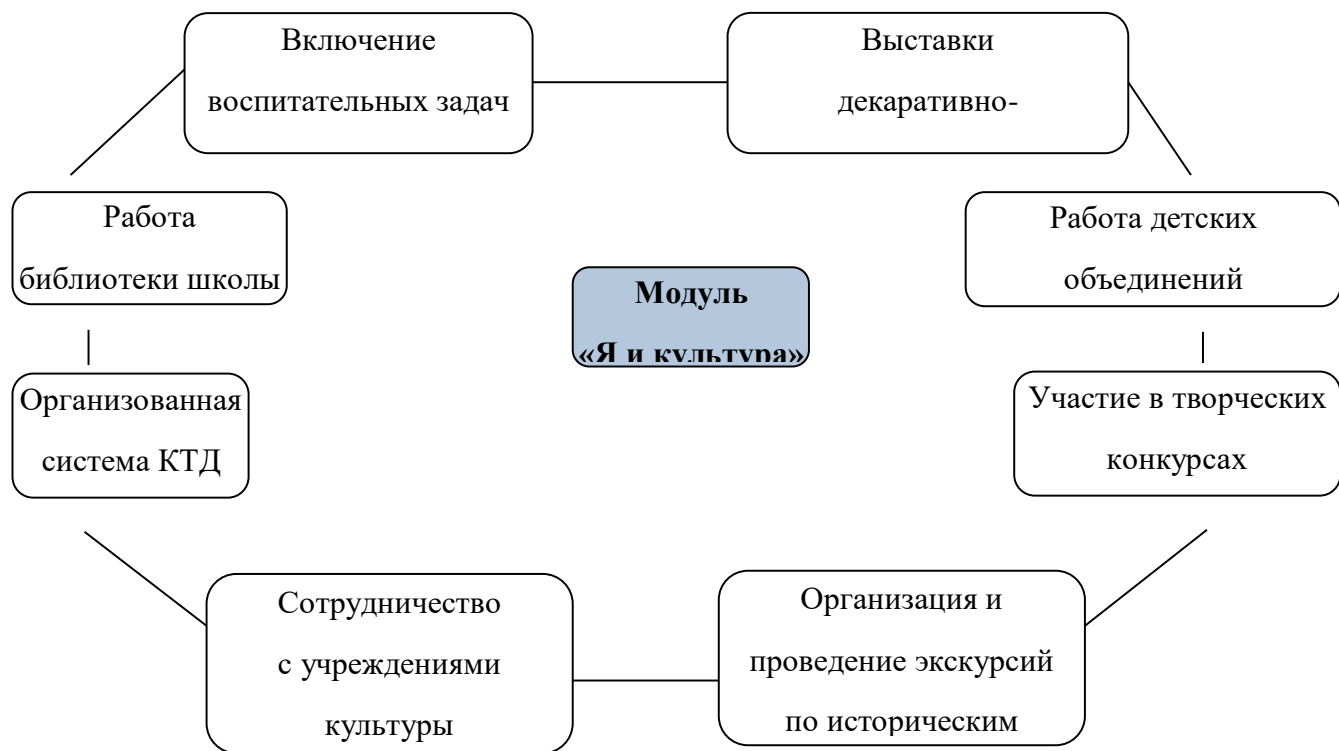 Включение
воспитательных задач
Выставки
декаративно-
Работа
библиотеки школы
Работа детских
объединений
Модуль
«Я и культура»
Организованная
система КТД
Участие в творческих
конкурсах
Сотрудничество
с учреждениями
культуры
Организация и
проведение экскурсий
по историческим